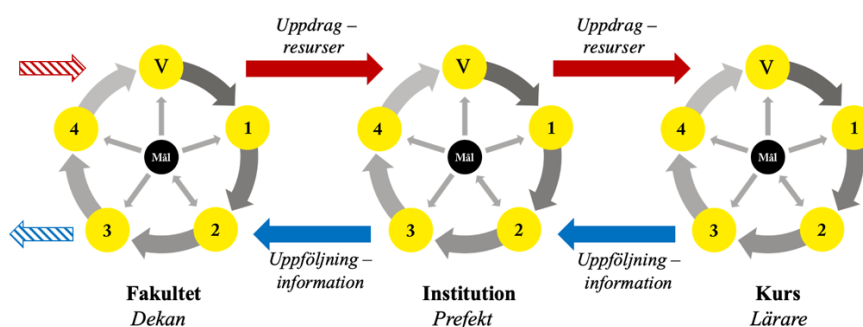 Uppdrag –
resurser
Uppdrag –
resurser
V
1
2
3
4
Mål
V
1
2
3
4
Mål
V
1
2
3
4
Mål
Uppföljning –
information
Uppföljning –
information
Fakultet
Dekan
Institution
Prefekt
Kurs
Lärare